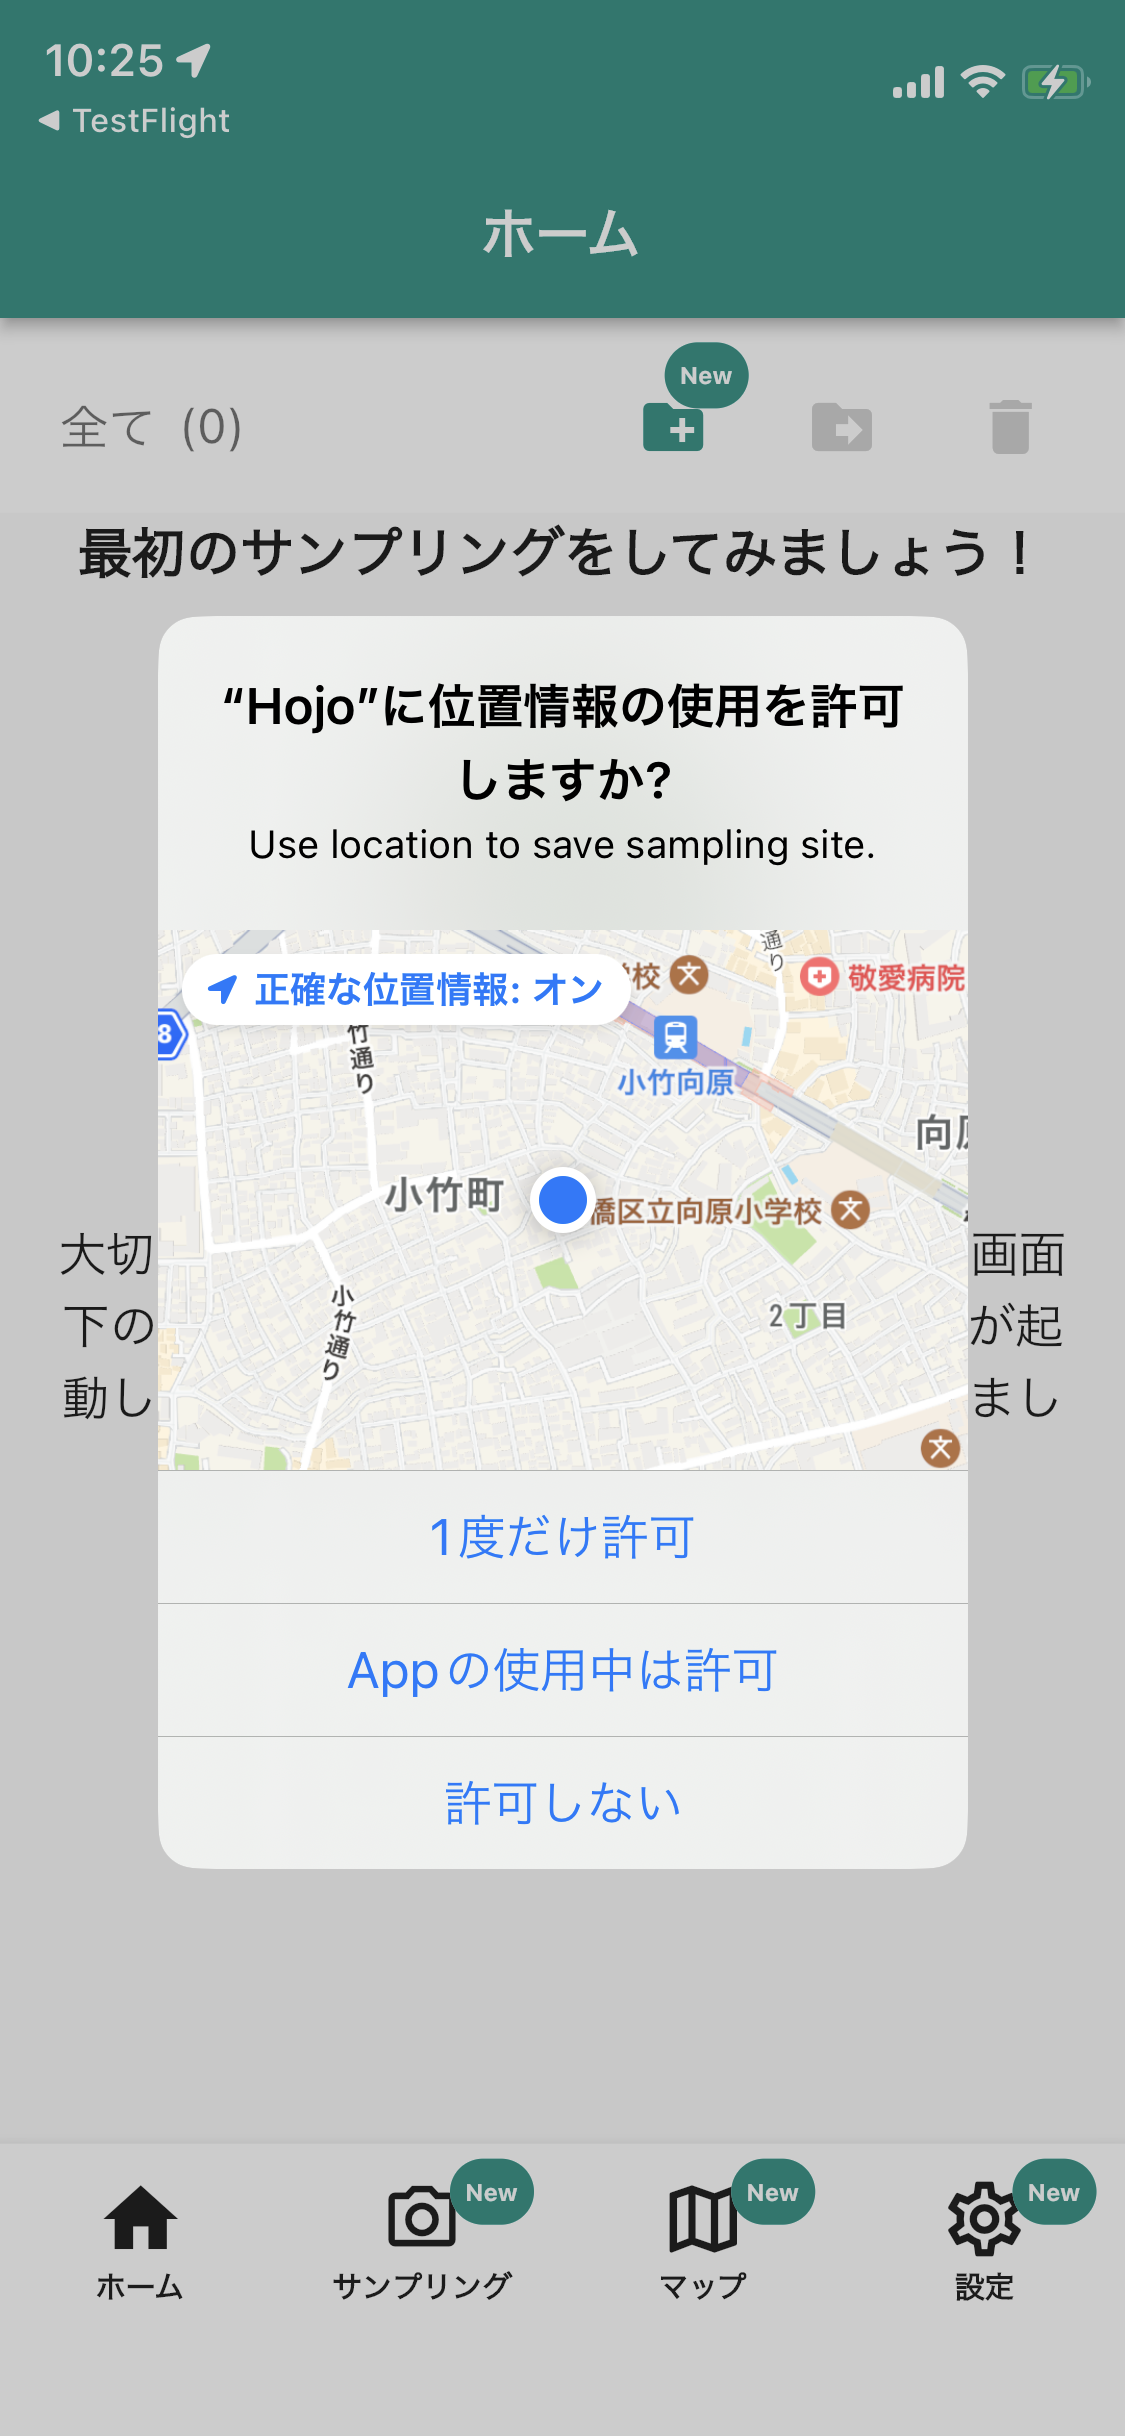 10:25
TestFlight
ホーム
New
全て (0)
最初のサンプリングをしてみましょう！
“Hojo”に位置情報の使用を許可
しますか?
Use location to save sampling site.
正確な位置情報: オン
校
通り
敬愛病院
8
竹通り
小竹向原
小竹町
橋区立向原小学校
向原
小竹通り
2丁目
大切
画面
下の
が起
動し
まし
1度だけ許可
Appの使用中は許可
許可しない
New
New
New
ホーム
サンプリング
マップ
設定